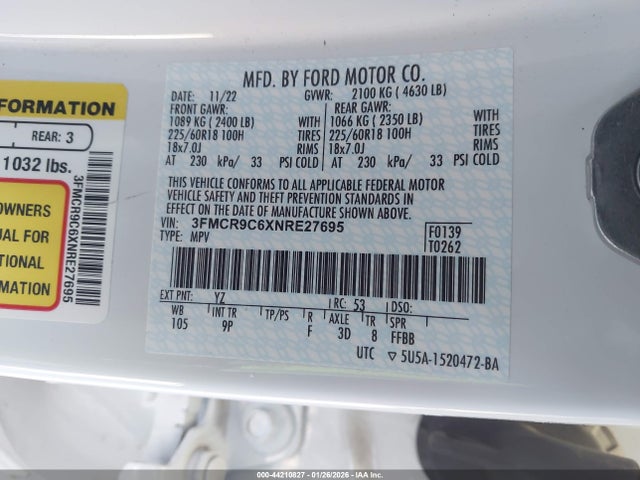 FORMATION
REAR: 3
1032 lbs.
OWNERS
UAL FOR
TIONAL
RMATION
3FMCR9C6XNRE27695
MFD. BY FORD MOTOR CO.
DATE: 11/22 GVWR: 2100 KG ( 4630 LB)
FRONT GAWR: REAR GAWR:
1089 KG ( 2400 LB) WITH 1066 KG ( 2350 LB) WITH
225/60R18 100H TIRES 225/60R18 100H TIRES
18x7.0J RIMS 18x7.0J RIMS
AT 230 kPa/ 33 PSI COLD AT 230 kPa/ 33 PSI COLD
THIS VEHICLE CONFORMS TO ALL APPLICABLE FEDERAL MOTOR
VEHICLE SAFETY AND THEFT PREVENTION STANDARDS IN
EFFECT ON THE DATE OF MANUFACTURE SHOWN ABOVE.
VIN: 3FMCR9C6XNRE27695 F0139
TYPE: MPV T0262
EXT PNT: YZ RC: 53 DSO:
WB INT TR TP/PS R AXLE TR SPR
105 9P F 3D 8 FFBB
UTC ▽5U5A-1520472-BA
000-44210827 - 01/26/2026 - IAA Inc.